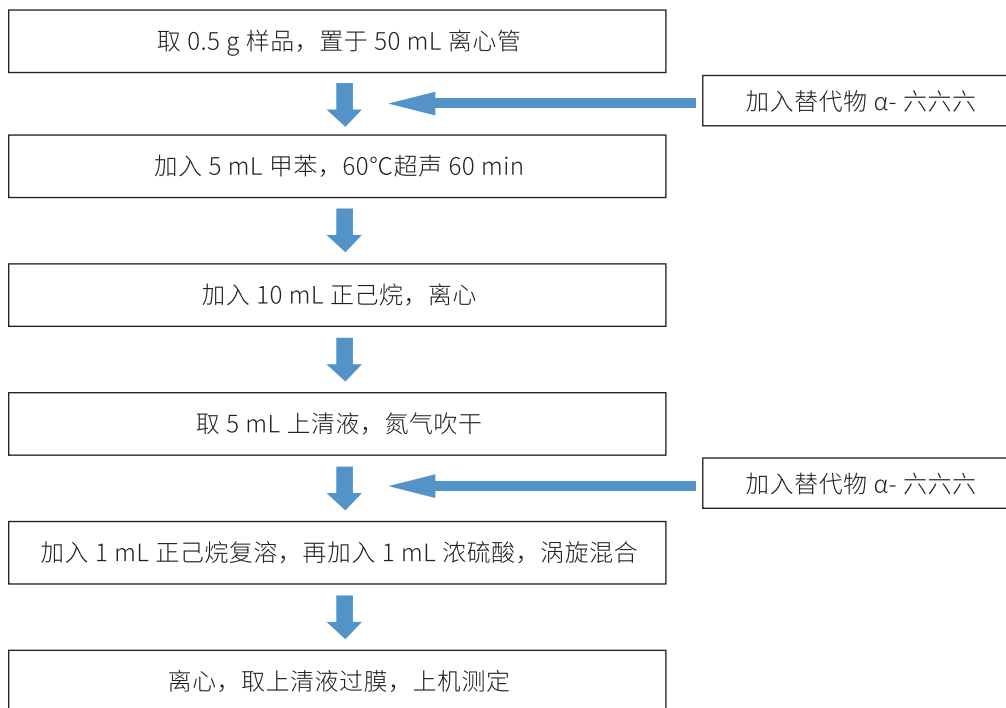 取 0.5 g 样品，置于 50 mL 离心管
加入替代物 α- 六六六
加入 5 mL 甲苯，60℃超声 60 min
加入 10 mL 正己烷，离心
取 5 mL 上清液，氮气吹干
加入替代物 α- 六六六
加入 1 mL 正己烷复溶，再加入 1 mL 浓硫酸，涡旋混合
离心，取上清液过膜，上机测定